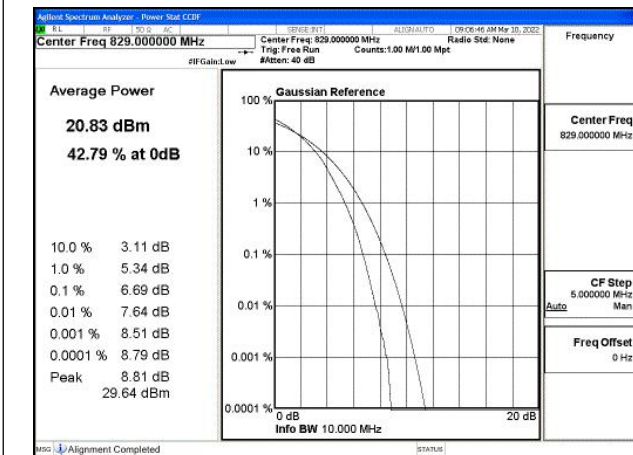 Agilent Spectrum Analyzer - Power Stat CCDF
RL RF 50 Ω AC SENSE:INT ALIGNAUTO 09:06:46 AM Mar 10, 2022
Center Freq 829.000000 MHz
Center Freq: 829.000000 MHz Radio Std: None
Trig: Free Run Counts:1.00 M/1.00 Mpt
#IFGain:Low #Atten: 40 dB
Frequency
Average Power
20.83 dBm
42.79 % at 0dB
10.0 % 3.11 dB
1.0 % 5.34 dB
0.1 % 6.69 dB
0.01 % 7.64 dB
0.001 % 8.51 dB
0.0001 % 8.79 dB
Peak 8.81 dB
29.64 dBm
Gaussian Reference
100 %
10 %
1 %
0.1 %
0.01 %
0.001 %
0.0001 %
0 dB 20 dB
Info BW 10.000 MHz
Center Freq
829.000000 MHz
CF Step
5.000000 MHz
Auto Man
Freq Offset
0 Hz
MSG Alignment Completed STATUS